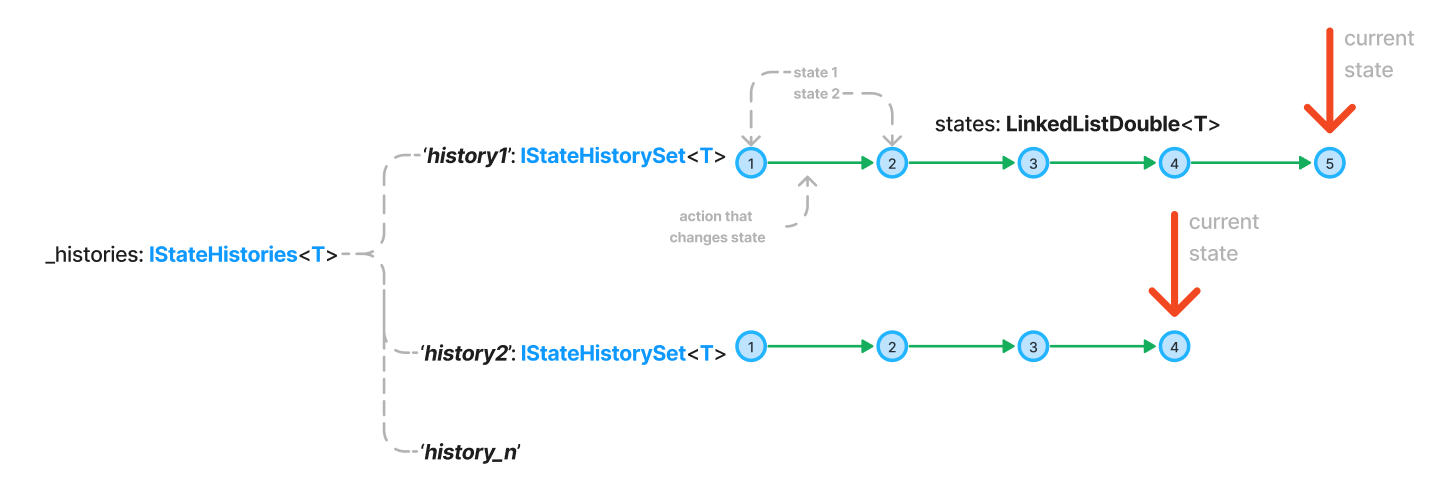 current
state
state 1
state 2
states: LinkedListDouble<T>
‘history1’: IStateHistorySet<T>
1
2
3
4
5
action that
changes state
current
state
_histories: IStateHistories<T>
‘history2’: IStateHistorySet<T>
1
2
3
4
‘history_n’